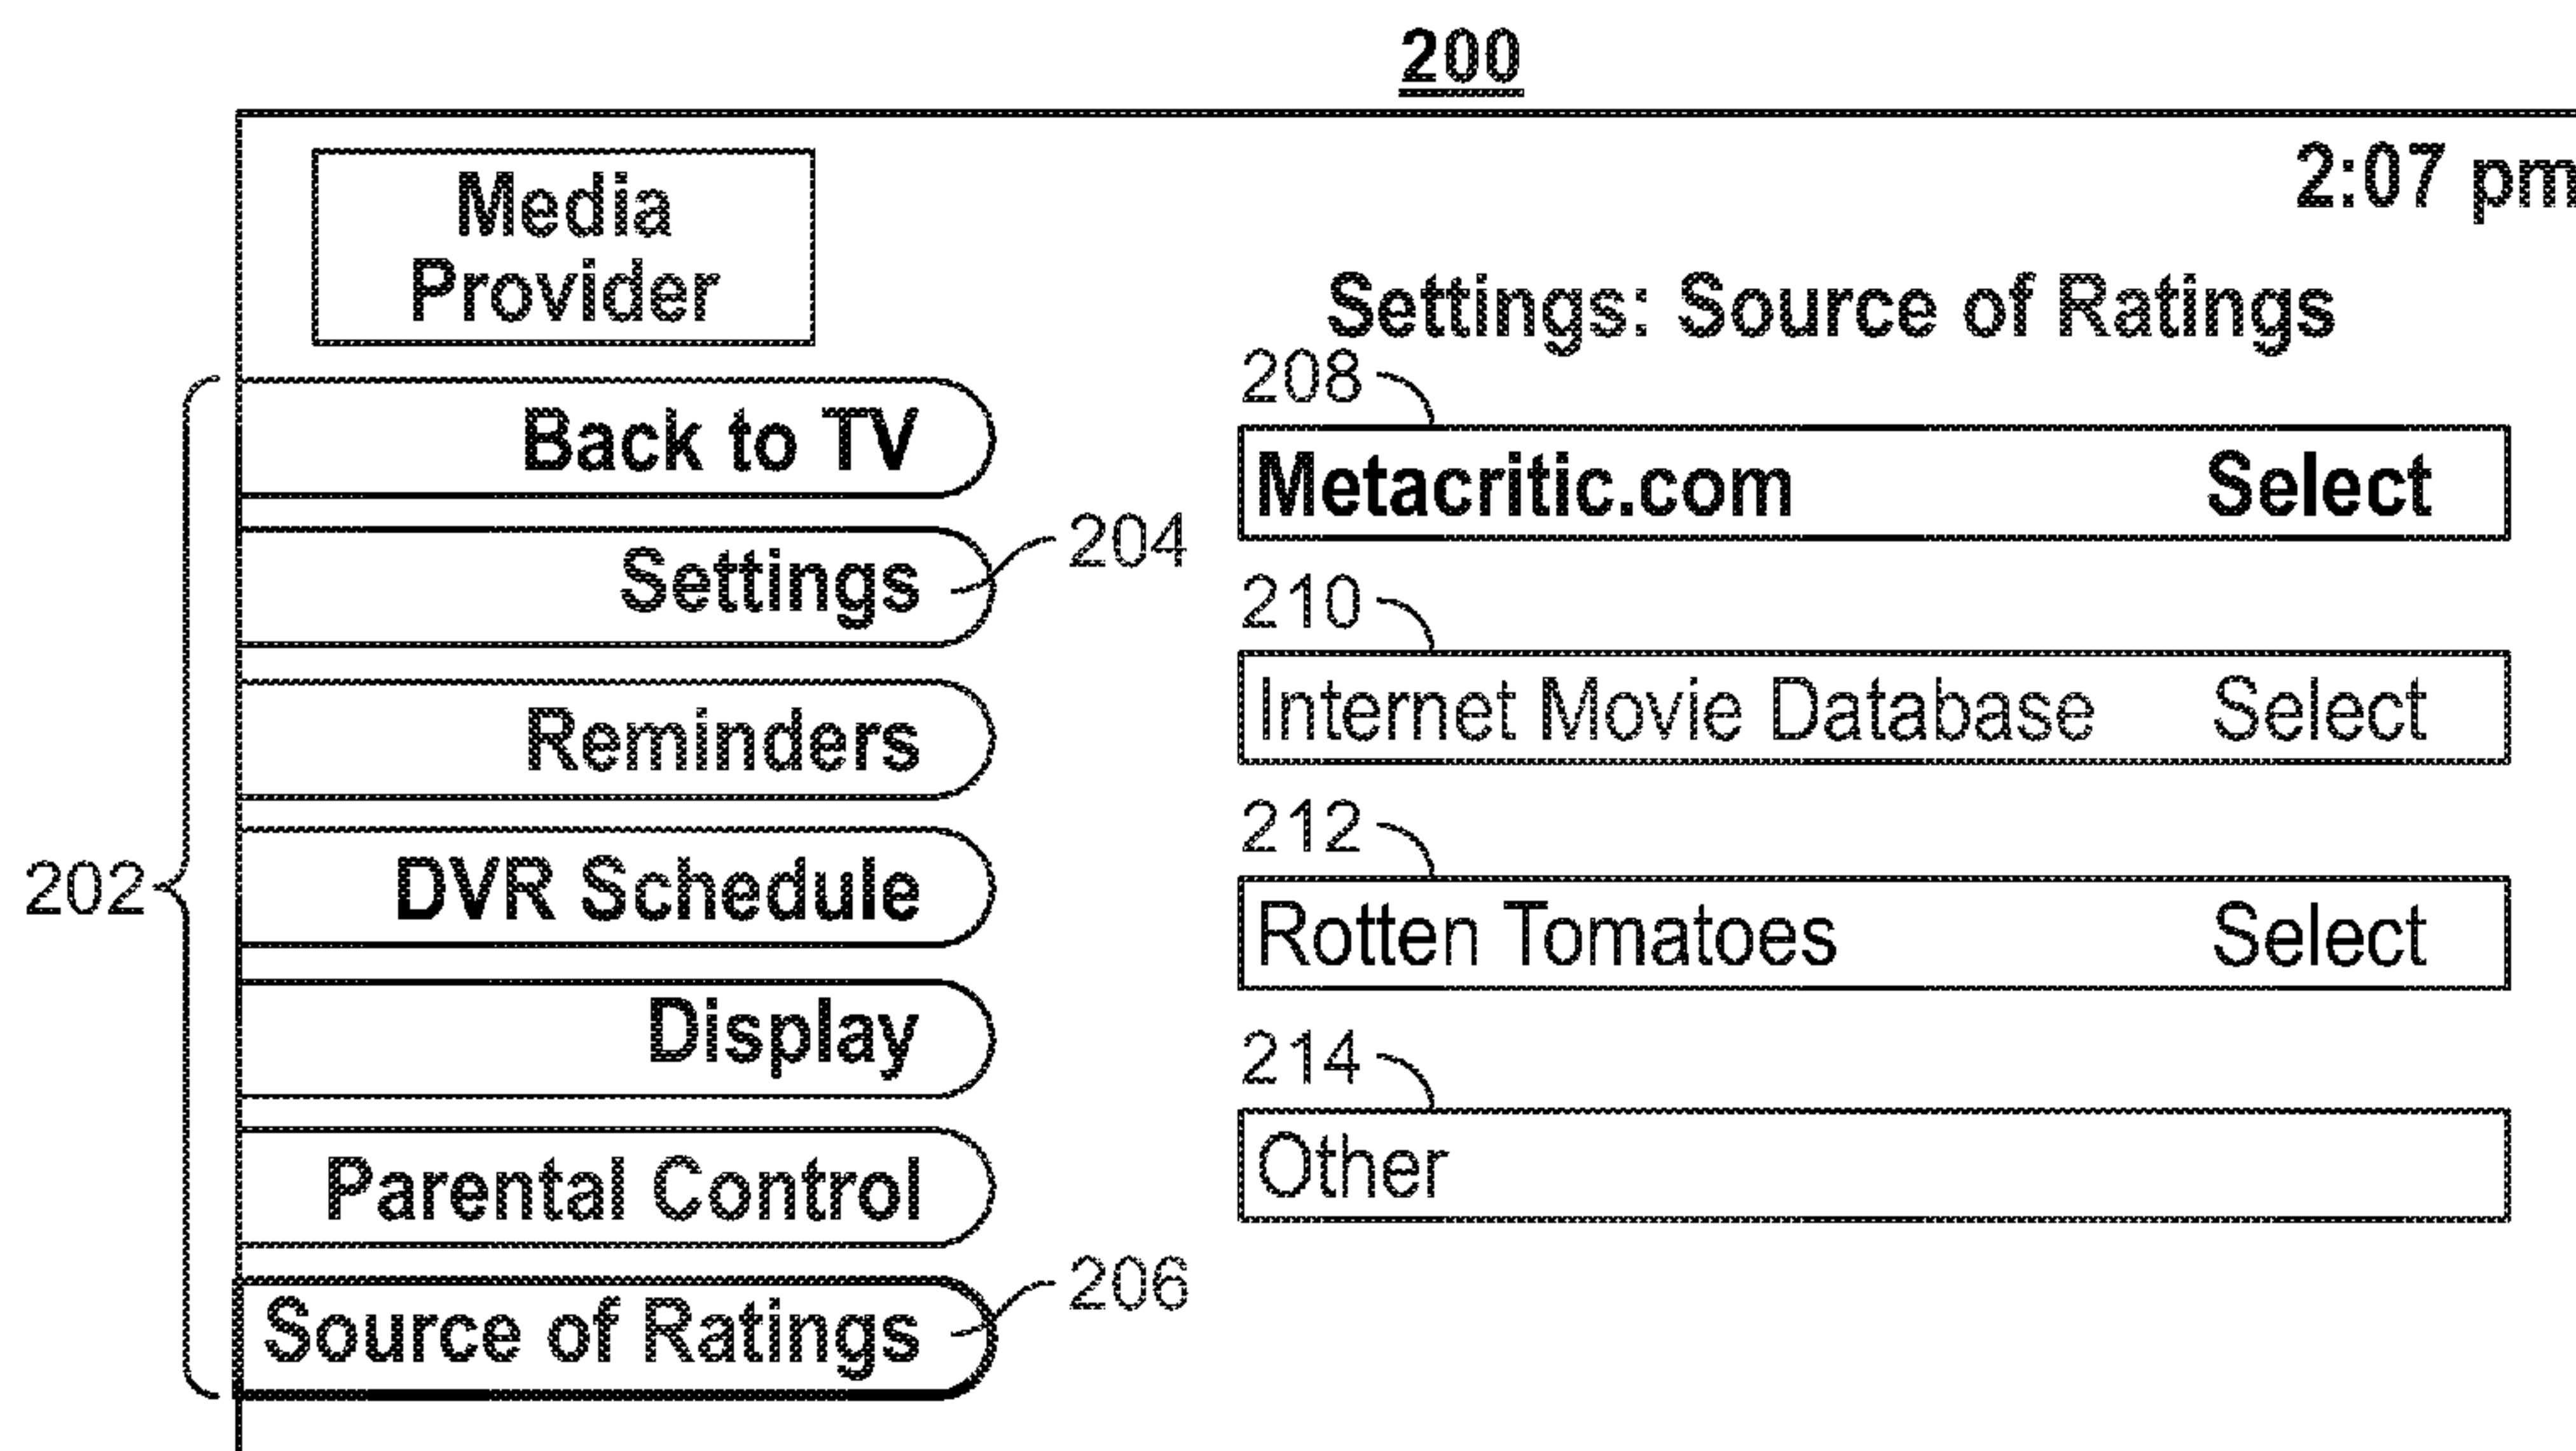 200
2:07 pm
Media
Provider
Settings: Source of Ratings
208
Back to TV
Metacritic.com Select
204
Settings
210
Internet Movie Database Select
Reminders
212
202
DVR Schedule
Rotten Tomatoes Select
Display
214
Other
Parental Control
206
Source of Ratings